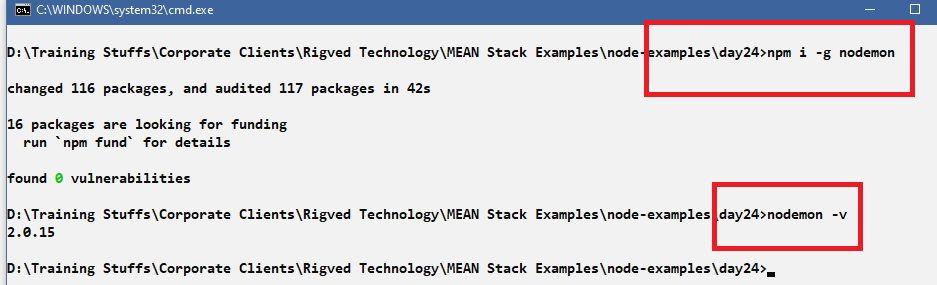 C:\WINDOWS\system32\cmd.exe
D:\Training Stuffs\Corporate Clients\Rigved Technology\MEAN Stack Examples\node-examples\day24>npm i -g nodemon
changed 116 packages, and audited 117 packages in 42s
16 packages are looking for funding
  run `npm fund` for details
found 0 vulnerabilities
D:\Training Stuffs\Corporate Clients\Rigved Technology\MEAN Stack Examples\node-examples\day24>nodemon -v
2.0.15
D:\Training Stuffs\Corporate Clients\Rigved Technology\MEAN Stack Examples\node-examples\day24>